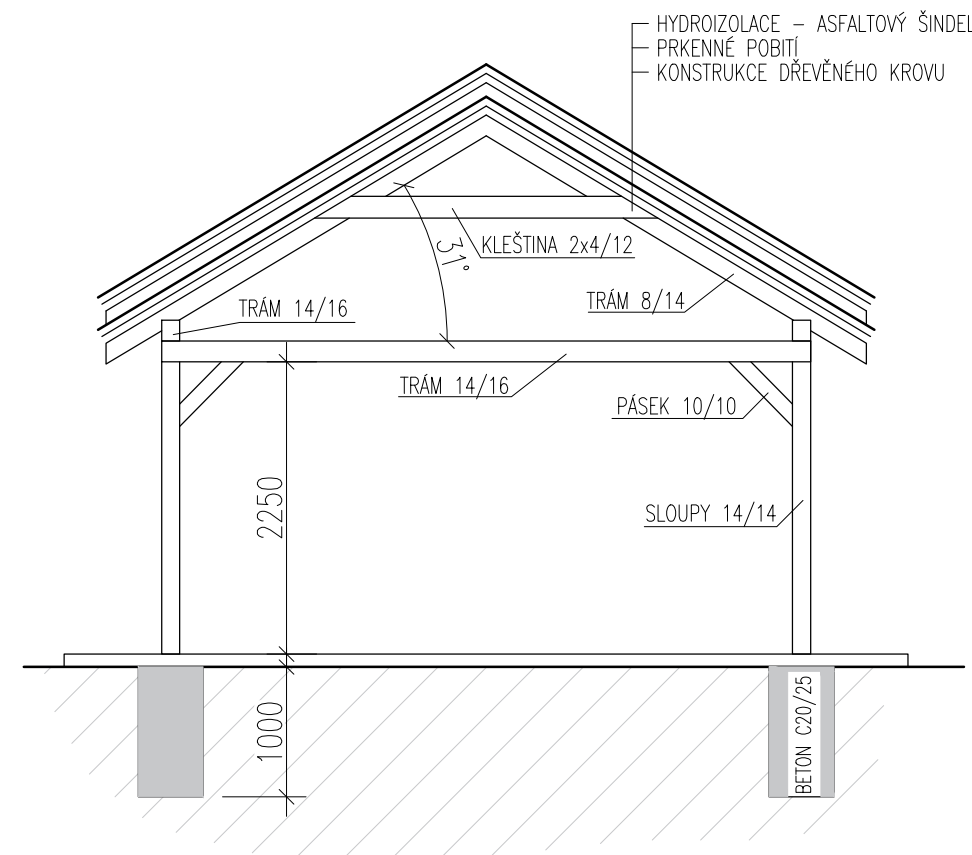 HYDROIZOLACE – ASFALTOVÝ ŠINDEL
PRKENNÉ POBITÍ
KONSTRUKCE DŘEVĚNÉHO KROVU
KLEŠTINA 2x4/12
31°
TRÁM 14/16
TRÁM 8/14
TRÁM 14/16
PÁSEK 10/10
2250
SLOUPY 14/14
1000
BETON C20/25